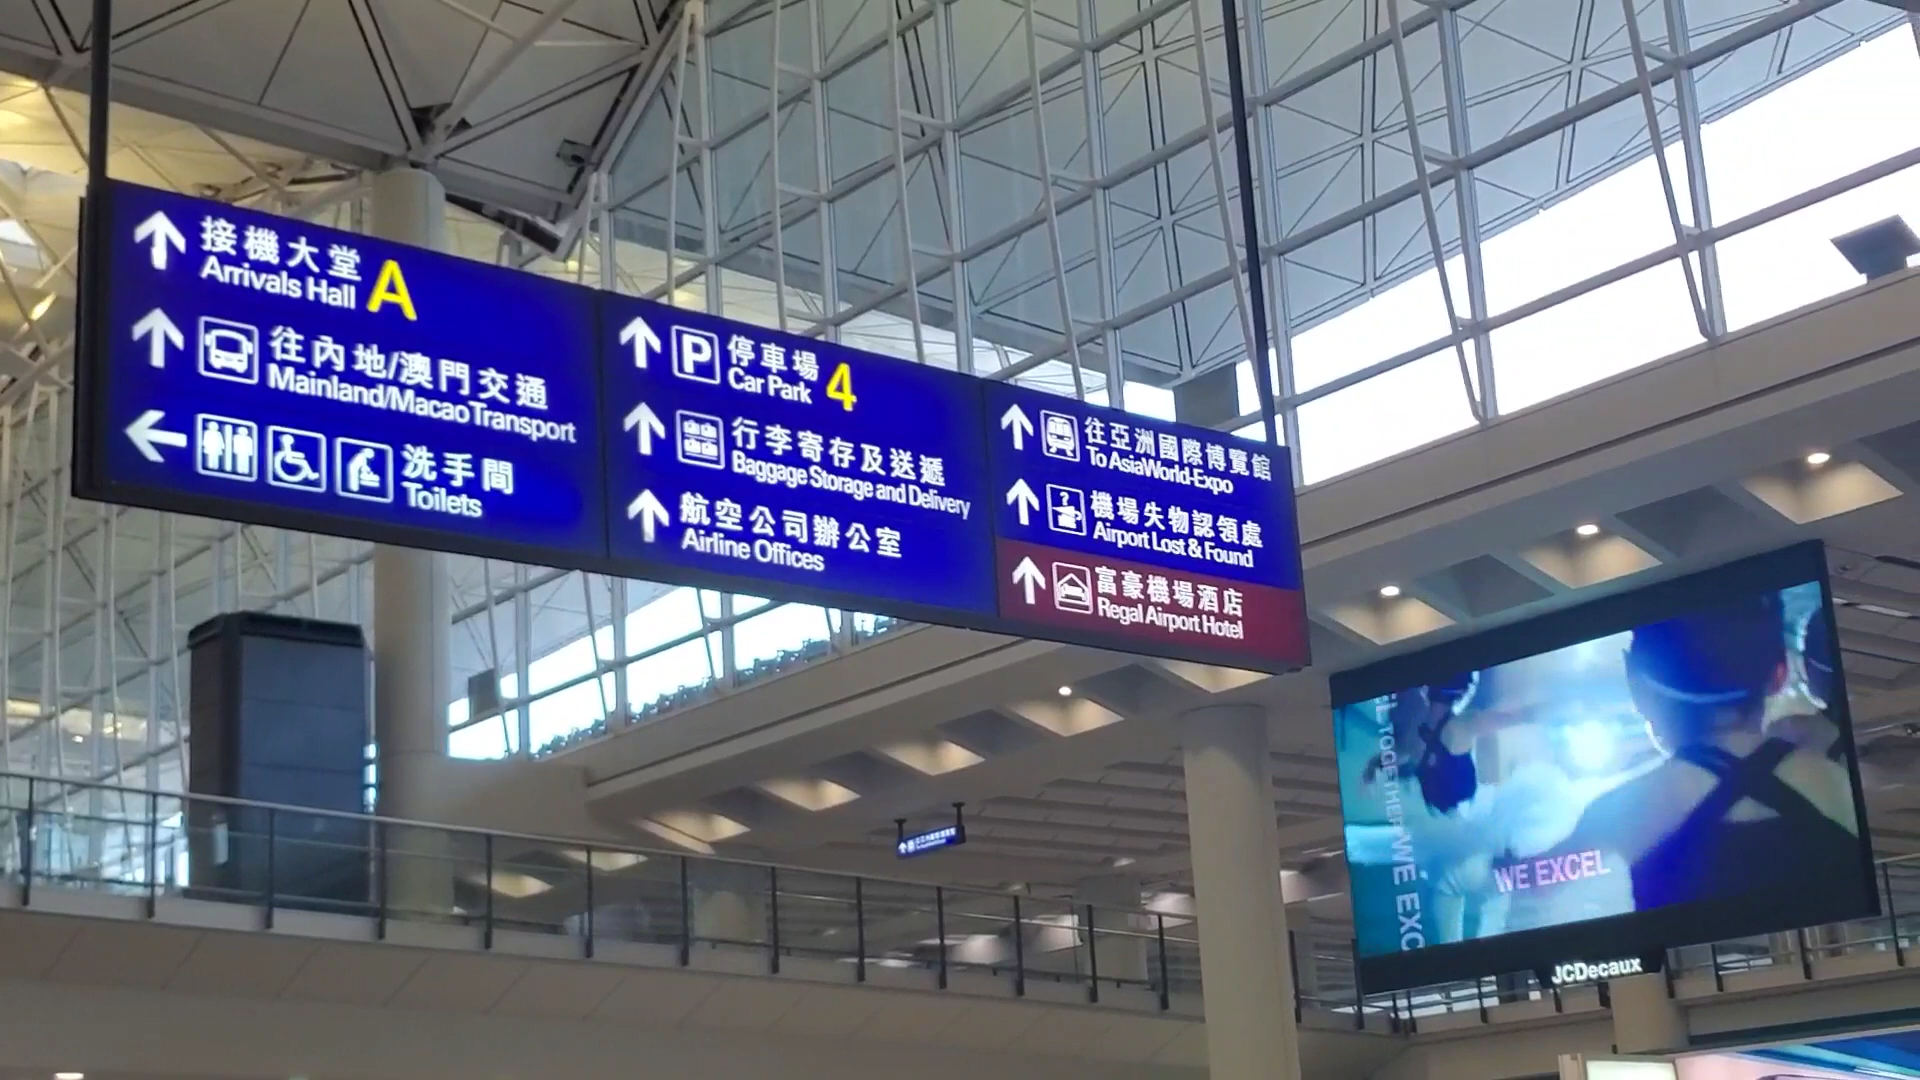 接機大堂 A
Arrivals Hall
往內地/澳門交通
Mainland/Macao Transport
洗手間
Toilets
P 停車場 4
Car Park
行李寄存及送遞
Baggage Storage and Delivery
航空公司辦公室
Airline Offices
往亞洲國際博覽館
To AsiaWorld-Expo
?
機場失物認領處
Airport Lost & Found
富豪機場酒店
Regal Airport Hotel
TOGETHER WE EXC
WE EXCEL
JCDecaux